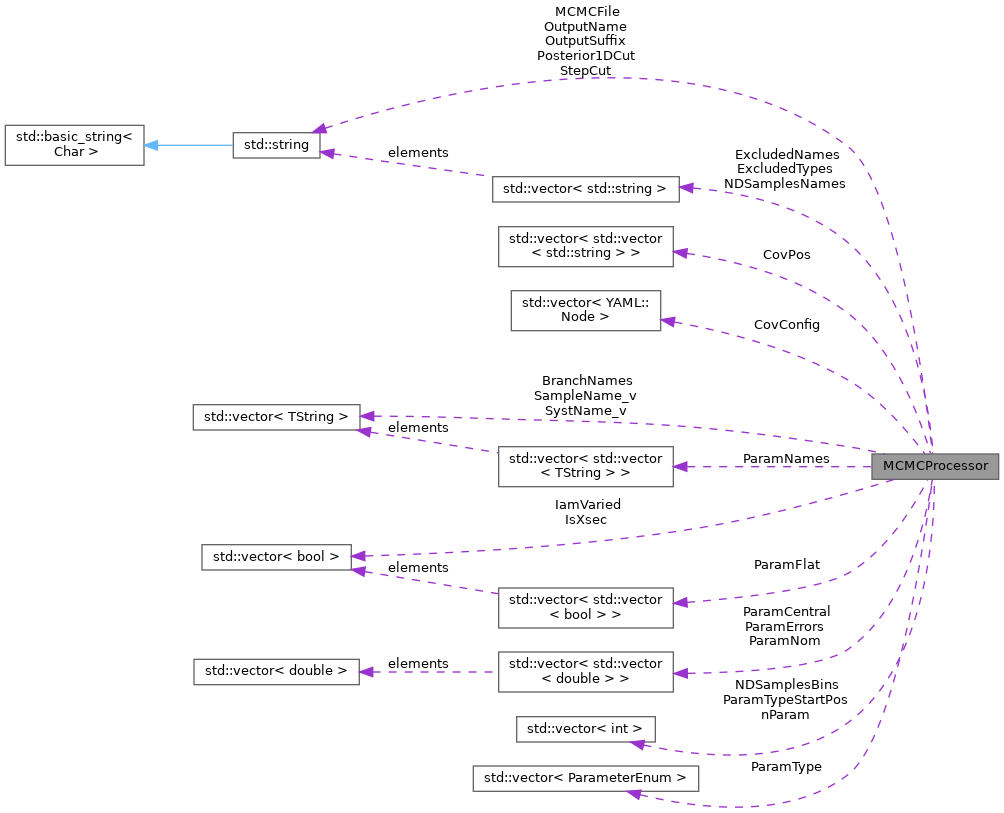 MCMCFile
OutputName
OutputSuffix
Posterior1DCut
StepCut
std::basic_string<
Char >
std::string
elements
ExcludedNames
ExcludedTypes
NDSamplesNames
std::vector< std::string >
std::vector< std::vector
< std::string > >
CovPos
std::vector< YAML::
Node >
CovConfig
BranchNames
SampleName_v
SystName_v
std::vector< TString >
elements
std::vector< std::vector
< TString > >
ParamNames
MCMCProcessor
IamVaried
IsXsec
std::vector< bool >
elements
std::vector< std::vector
< bool > >
ParamFlat
ParamCentral
ParamErrors
ParamNom
std::vector< double >
elements
std::vector< std::vector
< double > >
NDSamplesBins
ParamTypeStartPos
nParam
std::vector< int >
std::vector< ParameterEnum >
ParamType